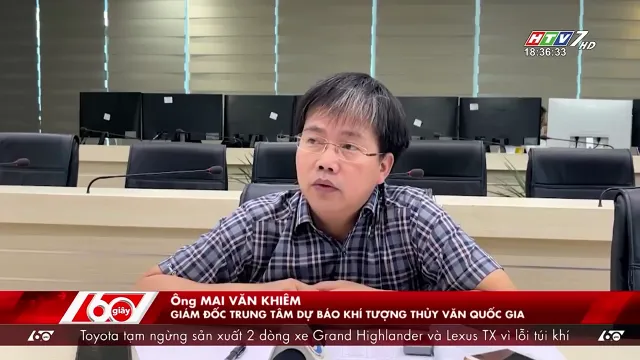 HTV7 HD
18:36:33
60 giây
Ông MAI VĂN KHIÊM
GIÁM ĐỐC TRUNG TÂM DỰ BÁO KHÍ TƯỢNG THỦY VĂN QUỐC GIA
60 Toyota tạm ngừng sản xuất 2 dòng xe Grand Highlander và Lexus TX vì lỗi túi khí 60